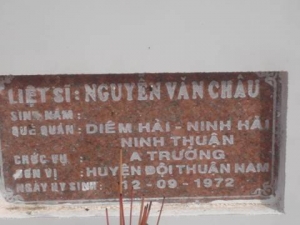 LIỆT SĨ : NGUYỄN VĂN CHÂU
SINH NĂM :
QUÊ QUÁN : DIÊM HẢI - NINH HẢI
NINH THUẬN
CHỨC VỤ : A TRƯỞNG
ĐƠN VỊ : HUYỆN ĐỘI THUẬN NAM
NGÀY HY SINH : 12-09-1972